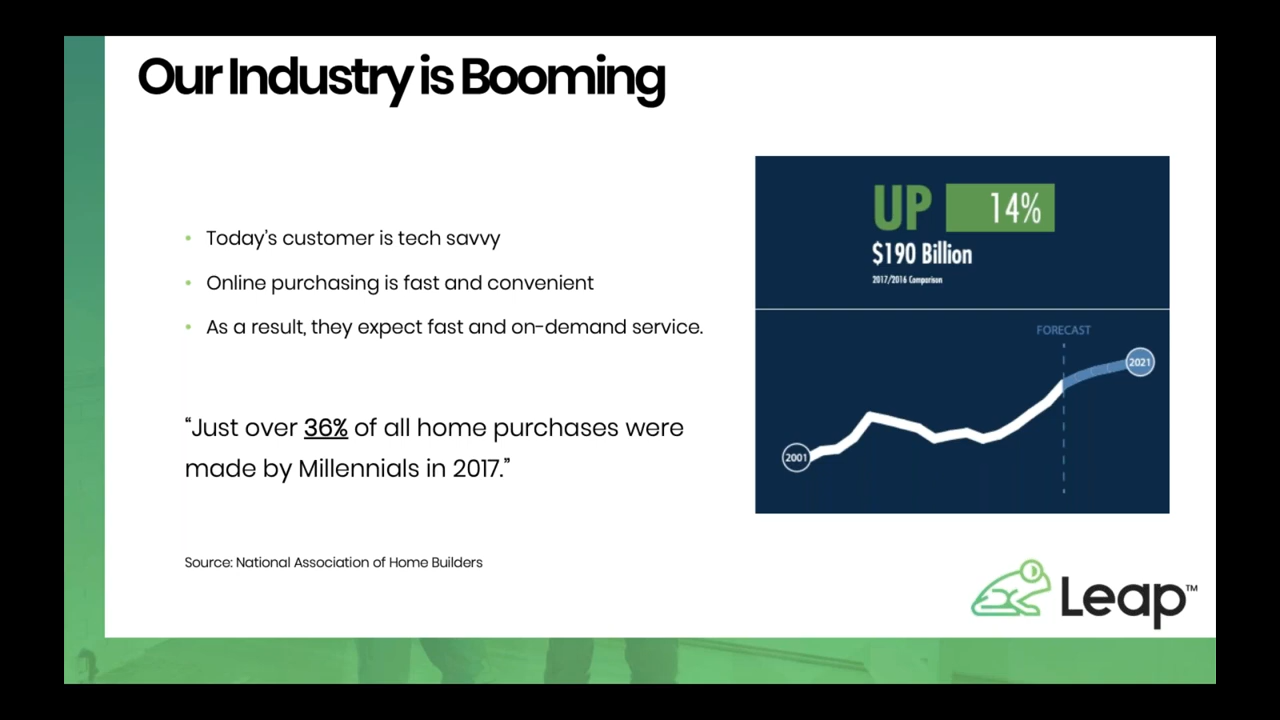 Our Industry is Booming
• Today's customer is tech savvy
• Online purchasing is fast and convenient
• As a result, they expect fast and on-demand service.
“Just over 36% of all home purchases were
made by Millennials in 2017.”
Source: National Association of Home Builders
UP 14%
$190 Billion
2017/2016 Comparison
FORECAST
2021
2001
Leap™